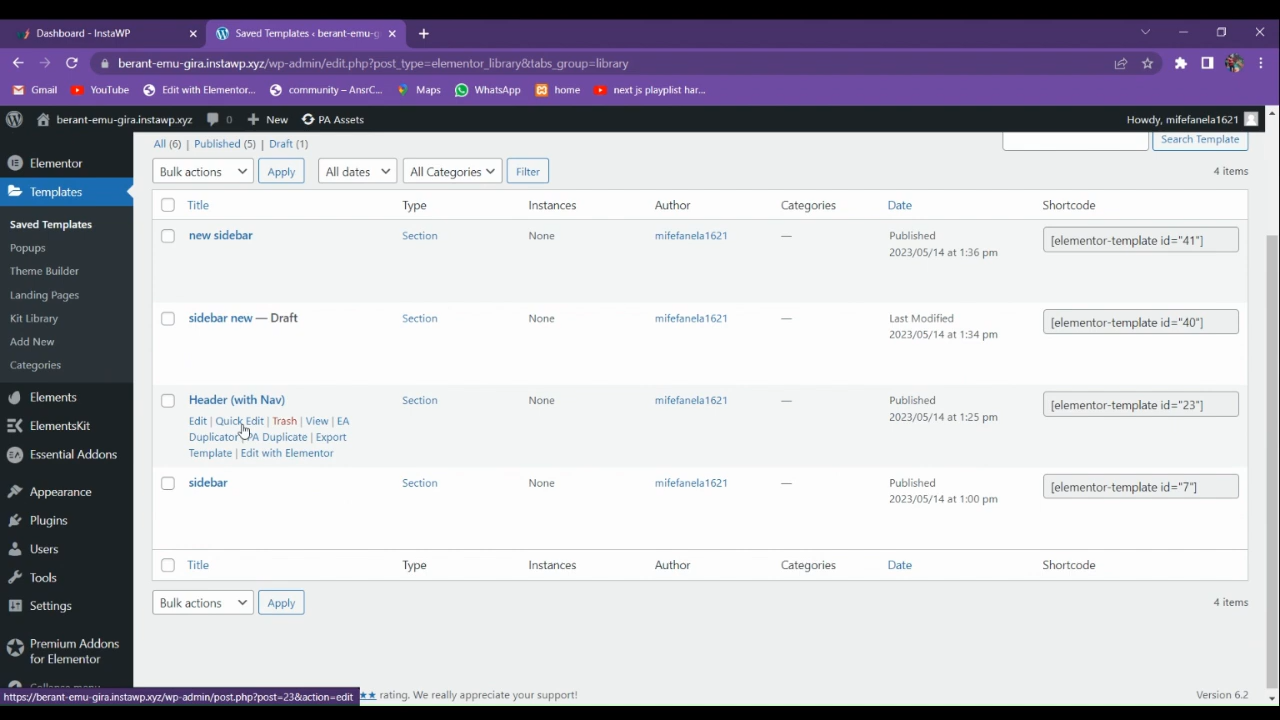 Dashboard - InstaWP
Saved Templates ‹ berant-emu-g
berant-emu-gira.instawp.xyz/wp-admin/edit.php?post_type=elementor_library&tabs_group=library
Gmail YouTube Edit with Elementor... community – AnsrC... Maps WhatsApp home next js playlist har...
berant-emu-gira.instawp.xyz 0 New PA Assets Howdy, mifefanela1621
Elementor
Templates
Saved Templates
Popups
Theme Builder
Landing Pages
Kit Library
Add New
Categories
Elements
ElementsKit
Essential Addons
Appearance
Plugins
Users
Tools
Settings
Premium Addons
for Elementor
All (6) | Published (5) | Draft (1)
Search Template
Bulk actions Apply All dates All Categories Filter 4 items
Title Type Instances Author Categories Date Shortcode
new sidebar Section None mifefanela1621 — Published [elementor-template id="41"]
2023/05/14 at 1:36 pm
sidebar new — Draft Section None mifefanela1621 — Last Modified [elementor-template id="40"]
2023/05/14 at 1:34 pm
Header (with Nav) Section None mifefanela1621 — Published [elementor-template id="23"]
2023/05/14 at 1:25 pm
Edit | Quick Edit | Trash | View | EA
Duplicator | PA Duplicate | Export
Template | Edit with Elementor
sidebar Section None mifefanela1621 — Published [elementor-template id="7"]
2023/05/14 at 1:00 pm
Title Type Instances Author Categories Date Shortcode
Bulk actions Apply 4 items
https://berant-emu-gira.instawp.xyz/wp-admin/post.php?post=23&action=edit
★★ rating. We really appreciate your support! Version 6.2